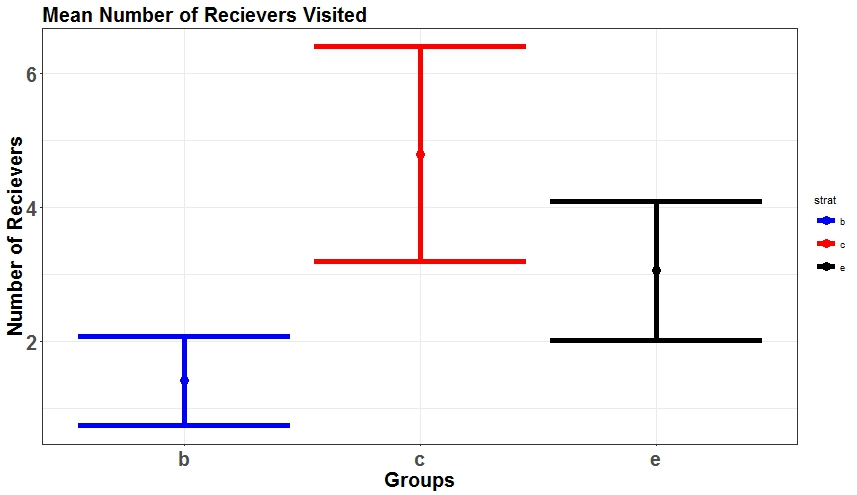 Mean Number of Recievers Visited
Number of Recievers
6
4
2
b
c
e
Groups
strat
b
c
e